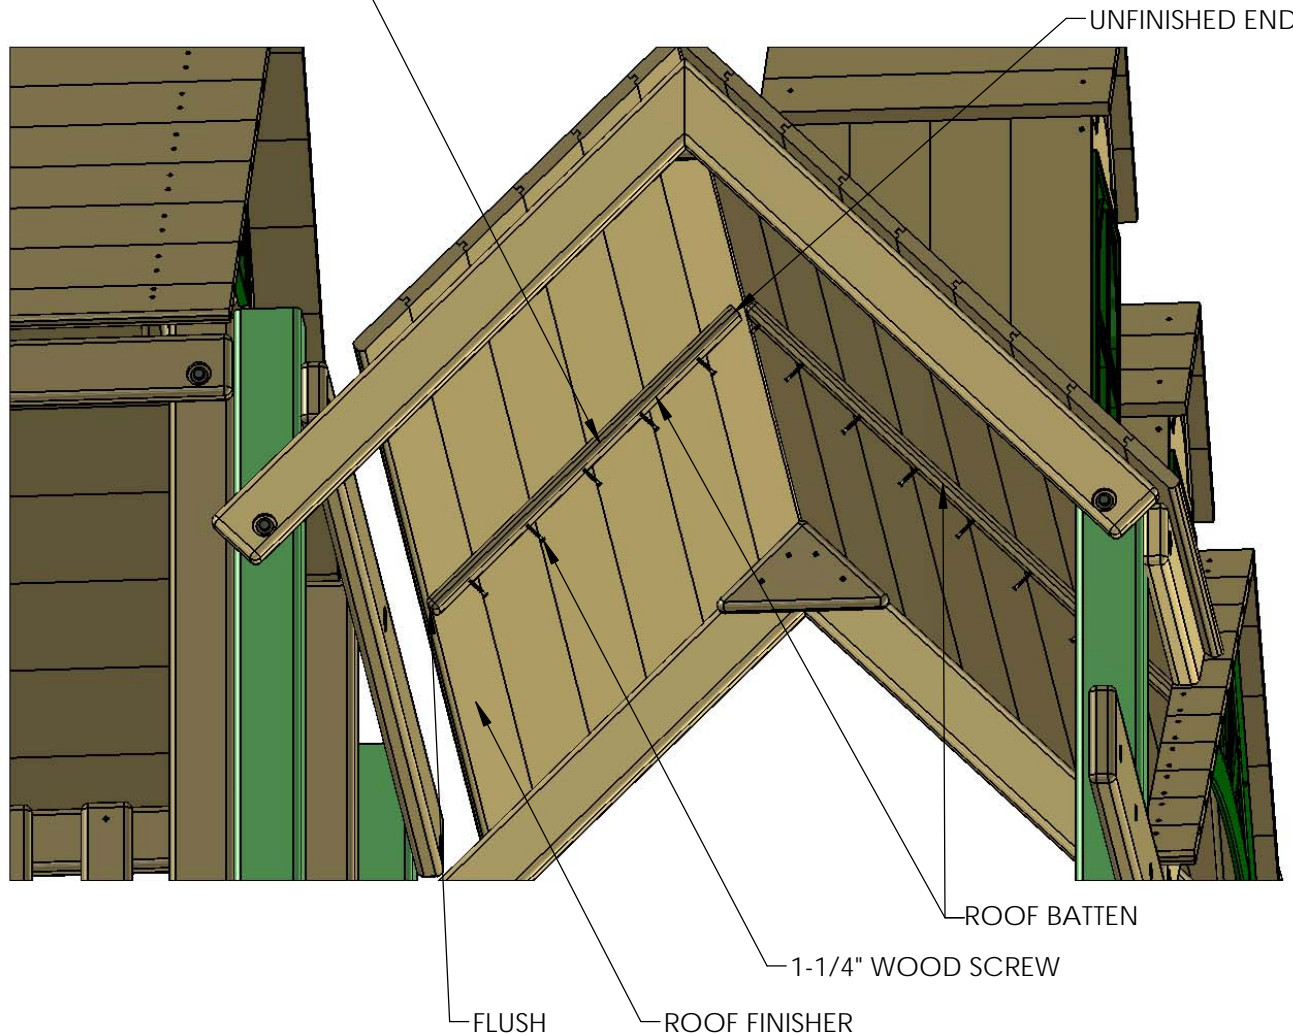 UNFINISHED END
ROOF BATTEN
1-1/4" WOOD SCREW
FLUSH
ROOF FINISHER